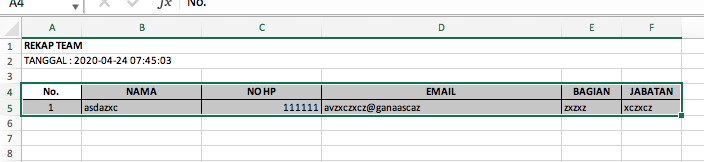 A4 fx No.
A B C D E F
1 REKAP TEAM
2 TANGGAL : 2020-04-24 07:45:03
3
4 No. NAMA NO HP EMAIL BAGIAN JABATAN
5 1 asdazxc 111111 avzxczxcz@ganaascaz zxzxz xczxcz
6
7
8